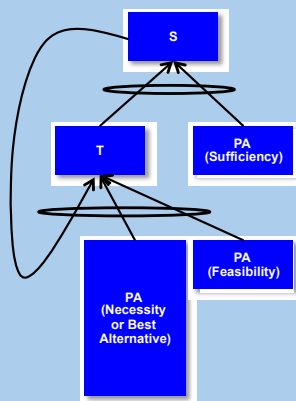 S
T
PA
(Sufficiency)
PA
(Necessity
or Best
Alternative)
PA
(Feasibility)